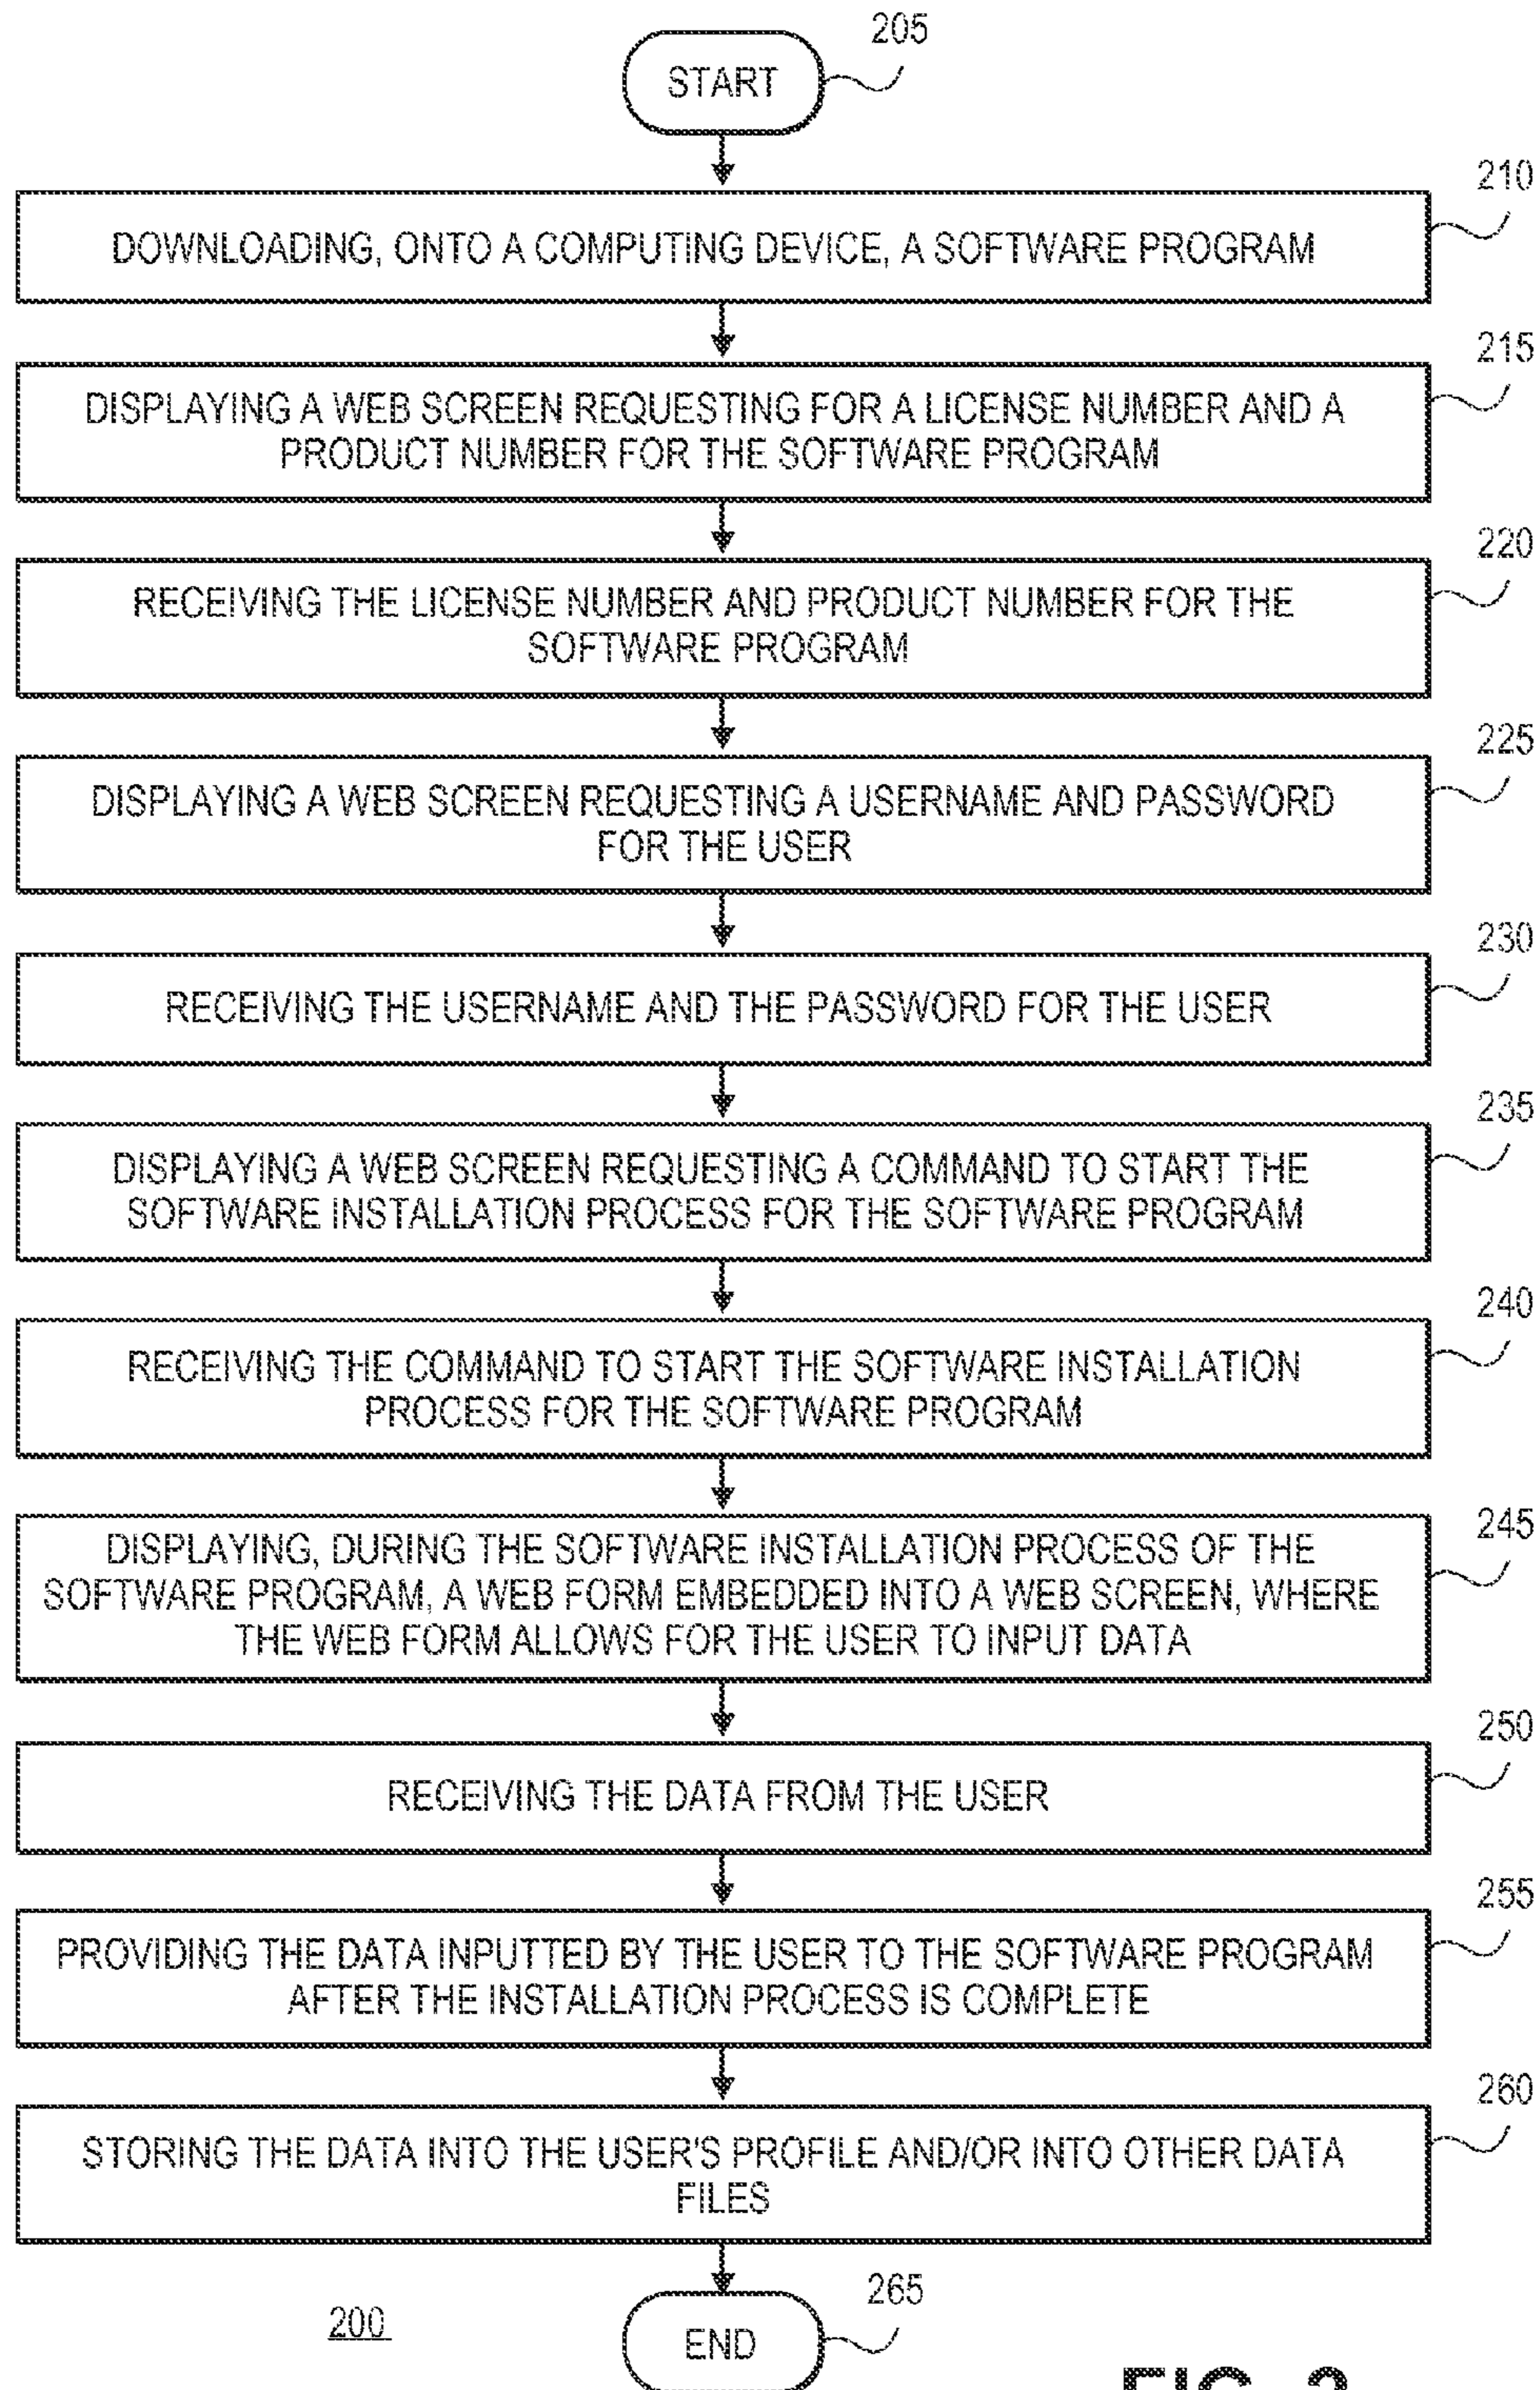 205
START
210
DOWNLOADING, ONTO A COMPUTING DEVICE, A SOFTWARE PROGRAM
215
DISPLAYING A WEB SCREEN REQUESTING FOR A LICENSE NUMBER AND A
PRODUCT NUMBER FOR THE SOFTWARE PROGRAM
220
RECEIVING THE LICENSE NUMBER AND PRODUCT NUMBER FOR THE
SOFTWARE PROGRAM
225
DISPLAYING A WEB SCREEN REQUESTING A USERNAME AND PASSWORD
FOR THE USER
230
RECEIVING THE USERNAME AND THE PASSWORD FOR THE USER
235
DISPLAYING A WEB SCREEN REQUESTING A COMMAND TO START THE
SOFTWARE INSTALLATION PROCESS FOR THE SOFTWARE PROGRAM
240
RECEIVING THE COMMAND TO START THE SOFTWARE INSTALLATION
PROCESS FOR THE SOFTWARE PROGRAM
245
DISPLAYING, DURING THE SOFTWARE INSTALLATION PROCESS OF THE
SOFTWARE PROGRAM, A WEB FORM EMBEDDED INTO A WEB SCREEN, WHERE
THE WEB FORM ALLOWS FOR THE USER TO INPUT DATA
250
RECEIVING THE DATA FROM THE USER
255
PROVIDING THE DATA INPUTTED BY THE USER TO THE SOFTWARE PROGRAM
AFTER THE INSTALLATION PROCESS IS COMPLETE
260
STORING THE DATA INTO THE USER'S PROFILE AND/OR INTO OTHER DATA
FILES
265
200
END